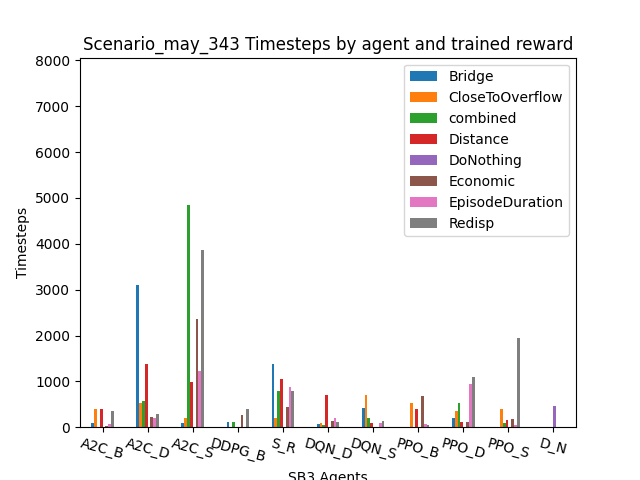 Scenario_may_343 Timesteps by agent and trained reward
8000
7000
6000
5000
4000
3000
2000
1000
0
Timesteps
Bridge
CloseToOverflow
combined
Distance
DoNothing
Economic
EpisodeDuration
Redisp
A2C_B
A2C_D
A2C_S
DDPG_B
S_R
DQN_D
DQN_S
PPO_B
PPO_D
PPO_S
D_N
SB3 Agents